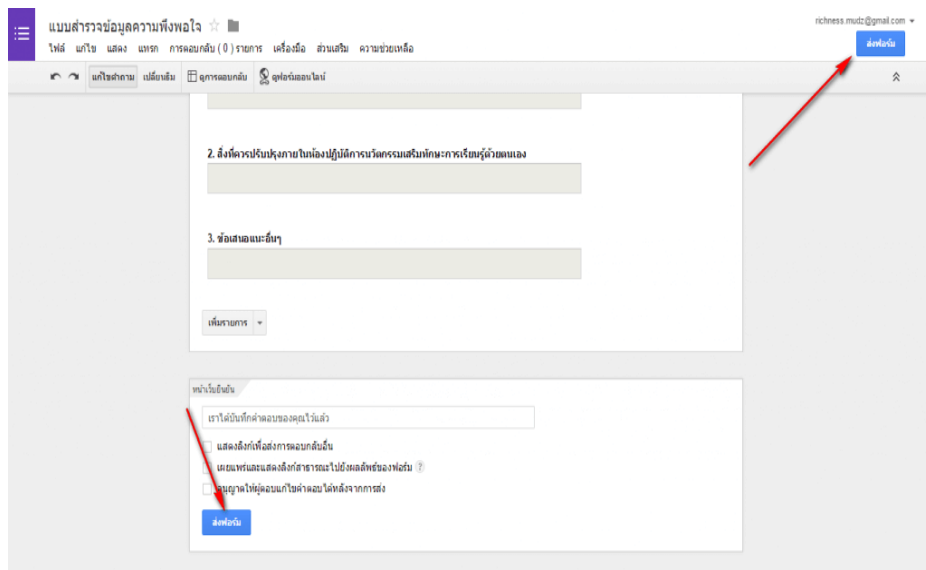 แบบสำรวจข้อมูลความพึงพอใจ
richness.mudz@gmail.com
ไฟล์ แก้ไข แสดง แทรก การตอบกลับ ( 0 ) รายการ เครื่องมือ ส่วนเสริม ความช่วยเหลือ
ส่งฟอร์ม
แก้ไขคำถาม เปลี่ยนธีม ดูการตอบกลับ ดูฟอร์มออนไลน์
2. สิ่งที่ควรปรับปรุงภายในห้องปฏิบัติการนวัตกรรมเสริมทักษะการเรียนรู้ด้วยตนเอง
3. ข้อเสนอแนะอื่นๆ
เพิ่มรายการ
หน้าเว็บยืนยัน
เราได้บันทึกคำตอบของคุณไว้แล้ว
แสดงลิงก์เพื่อส่งการตอบกลับอื่น
เผยแพร่และแสดงลิงก์สาธารณะไปยังผลลัพธ์ของฟอร์ม ?
อนุญาตให้ผู้ตอบแก้ไขคำตอบได้หลังจากการส่ง
ส่งฟอร์ม